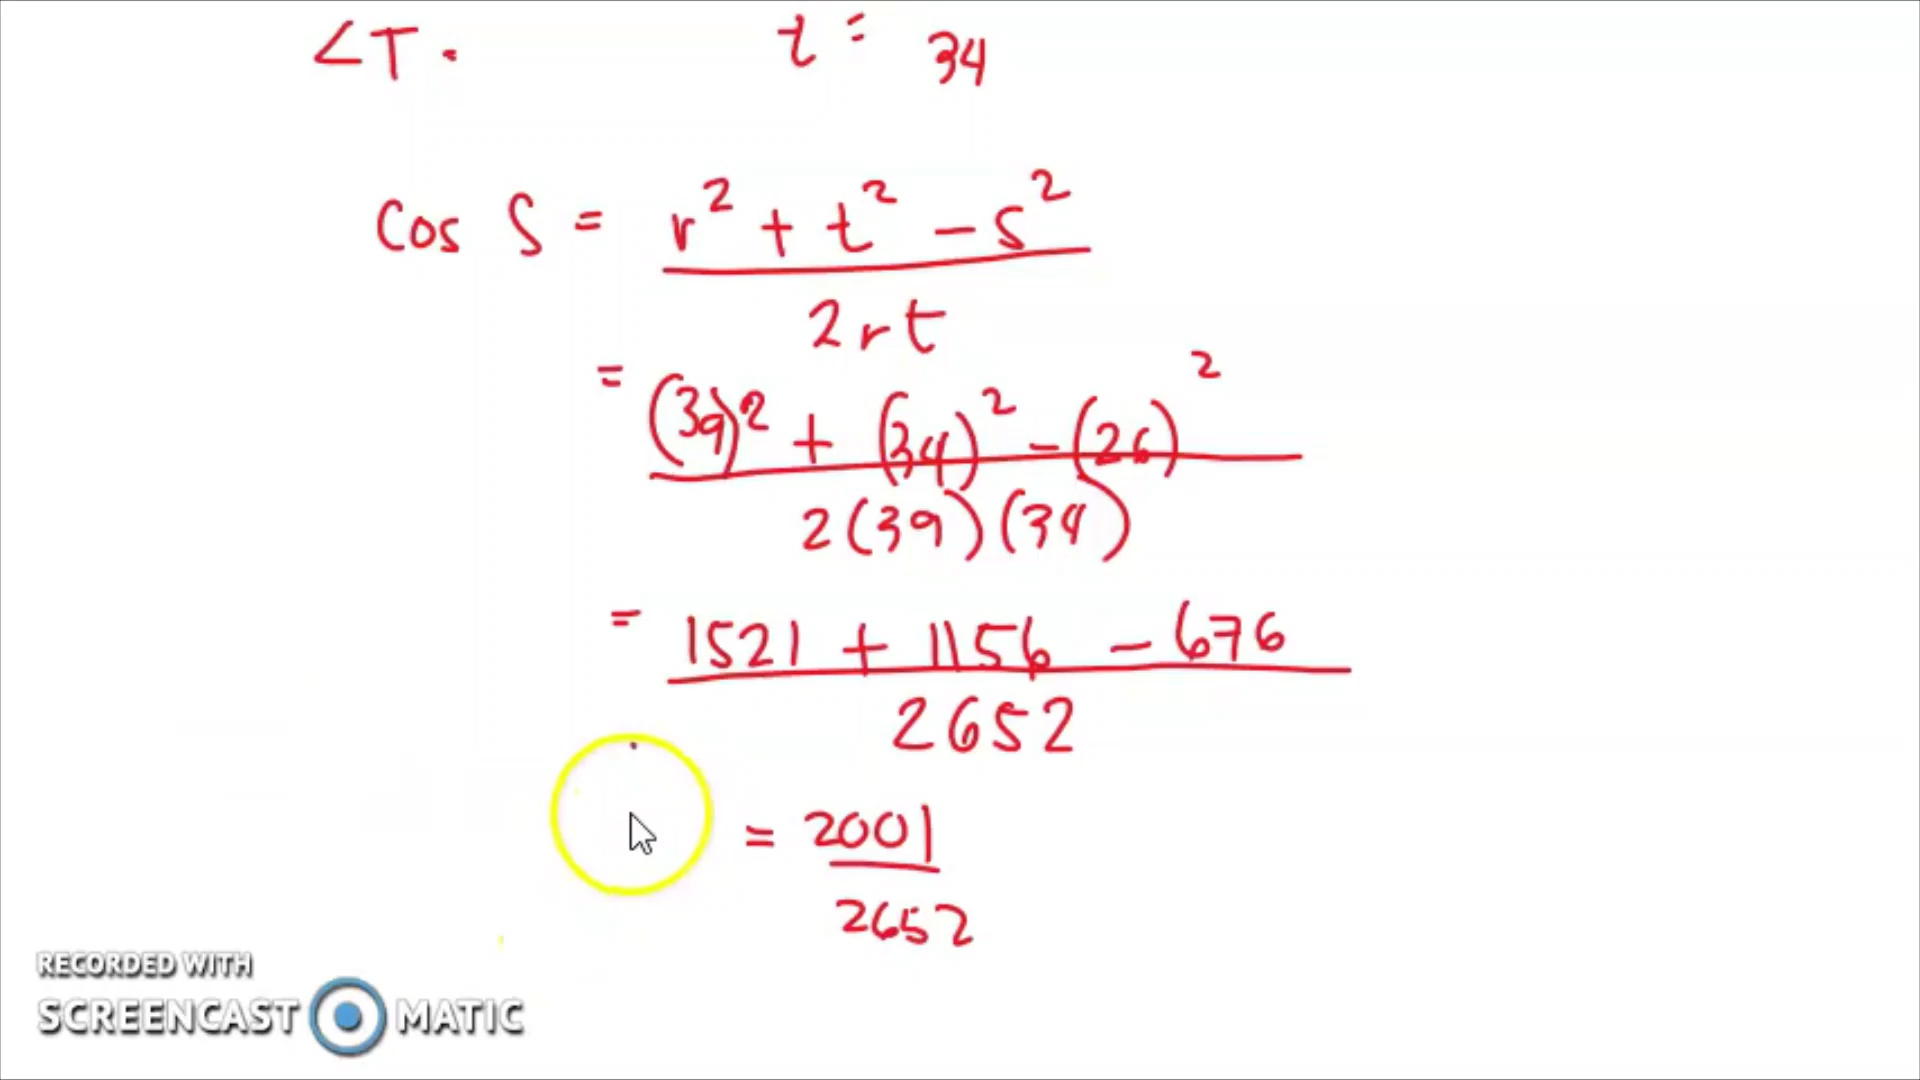 ∠T. t = 34
Cos S = r² + t² - s²
2rt
= (39)² + (34)² - (26)²
2(39)(34)
= 1521 + 1156 - 676
2652
= 2001
2652
RECORDED WITH
SCREENCAST MATIC